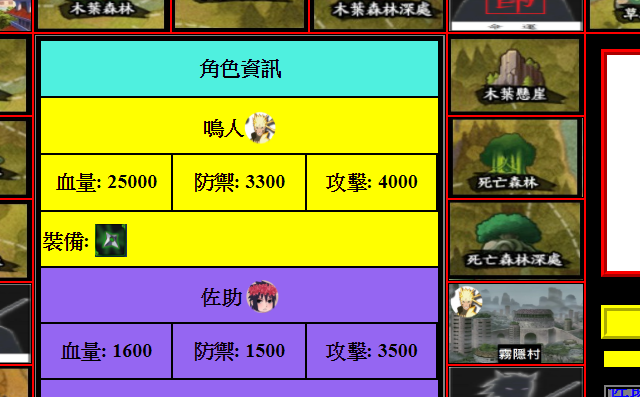 木葉森林
木葉森林深處
命運
角色資訊
鳴人
血量: 25000
防禦: 3300
攻擊: 4000
裝備:
佐助
血量: 1600
防禦: 1500
攻擊: 3500
木葉懸崖
死亡森林
死亡森林深處
霧隱村